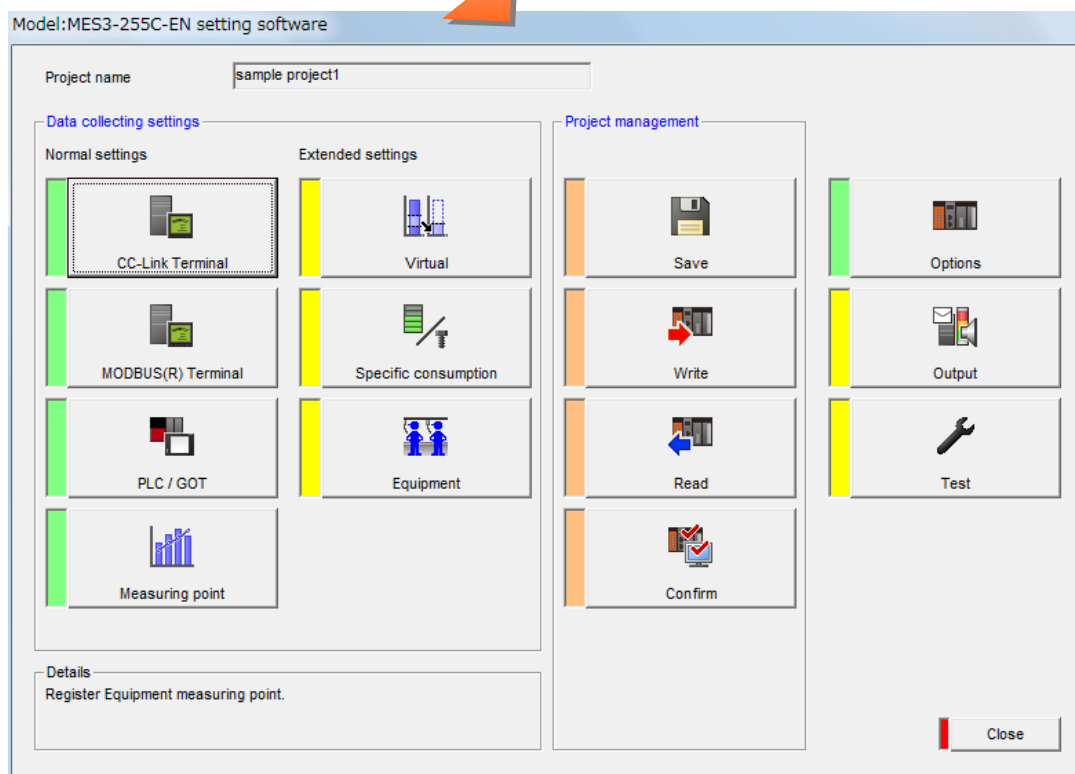 Model:MES3-255C-EN setting software
Project name
sample project1
Data collecting settings
Normal settings
Extended settings
CC-Link Terminal
Virtual
MODBUS(R) Terminal
Specific consumption
PLC / GOT
Equipment
Measuring point
Project management
Save
Write
Read
Confirm
Options
Output
Test
Details
Register Equipment measuring point.
Close